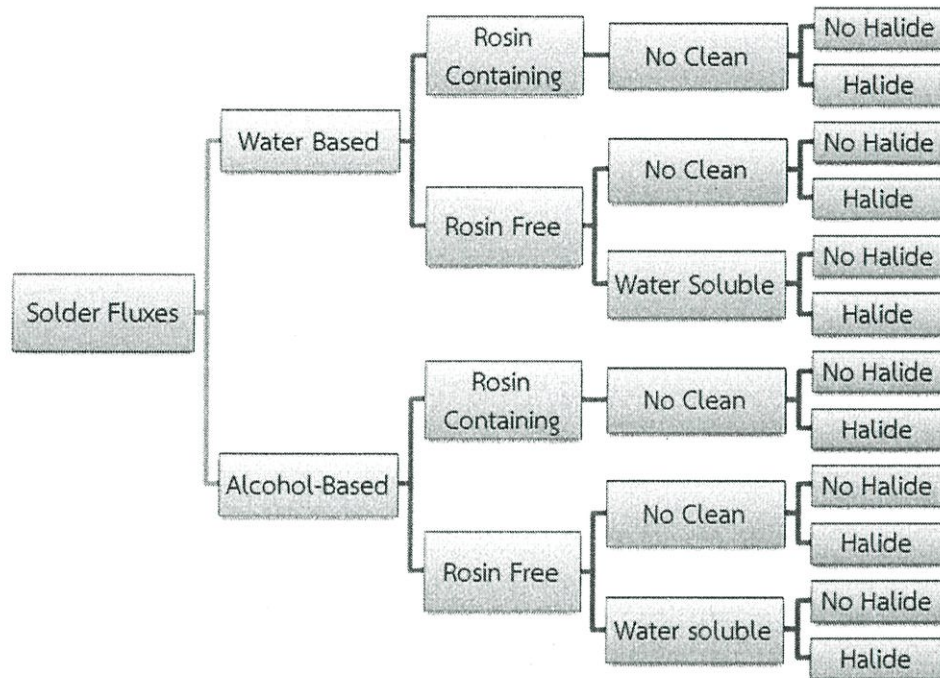 Solder Fluxes
Water Based
Rosin
Containing
No Clean
No Halide
Halide
Rosin Free
No Clean
No Halide
Halide
Water Soluble
No Halide
Halide
Alcohol-Based
Rosin
Containing
No Clean
No Halide
Halide
Rosin Free
No Clean
No Halide
Halide
Water soluble
No Halide
Halide